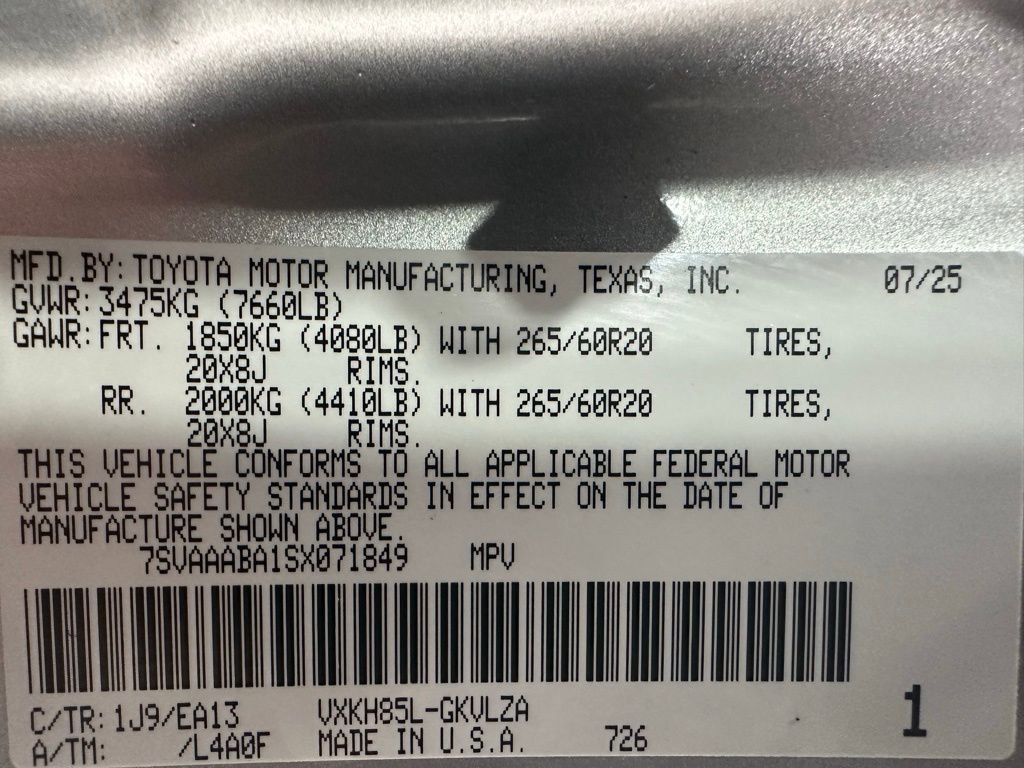 MFD.BY: TOYOTA MOTOR MANUFACTURING, TEXAS, INC. 07/25
GVWR: 3475KG (7660LB)
GAWR: FRT. 1850KG (4080LB) WITH 265/60R20 TIRES,
20X8J RIMS.
RR. 2000KG (4410LB) WITH 265/60R20 TIRES,
20X8J RIMS.
THIS VEHICLE CONFORMS TO ALL APPLICABLE FEDERAL MOTOR
VEHICLE SAFETY STANDARDS IN EFFECT ON THE DATE OF
MANUFACTURE SHOWN ABOVE.
7SVAAABA1SX071849 MPV
C/TR: 1J9/EA13 VXKH85L-GKVLZA 1
A/TM: /L4A0F MADE IN U.S.A. 726